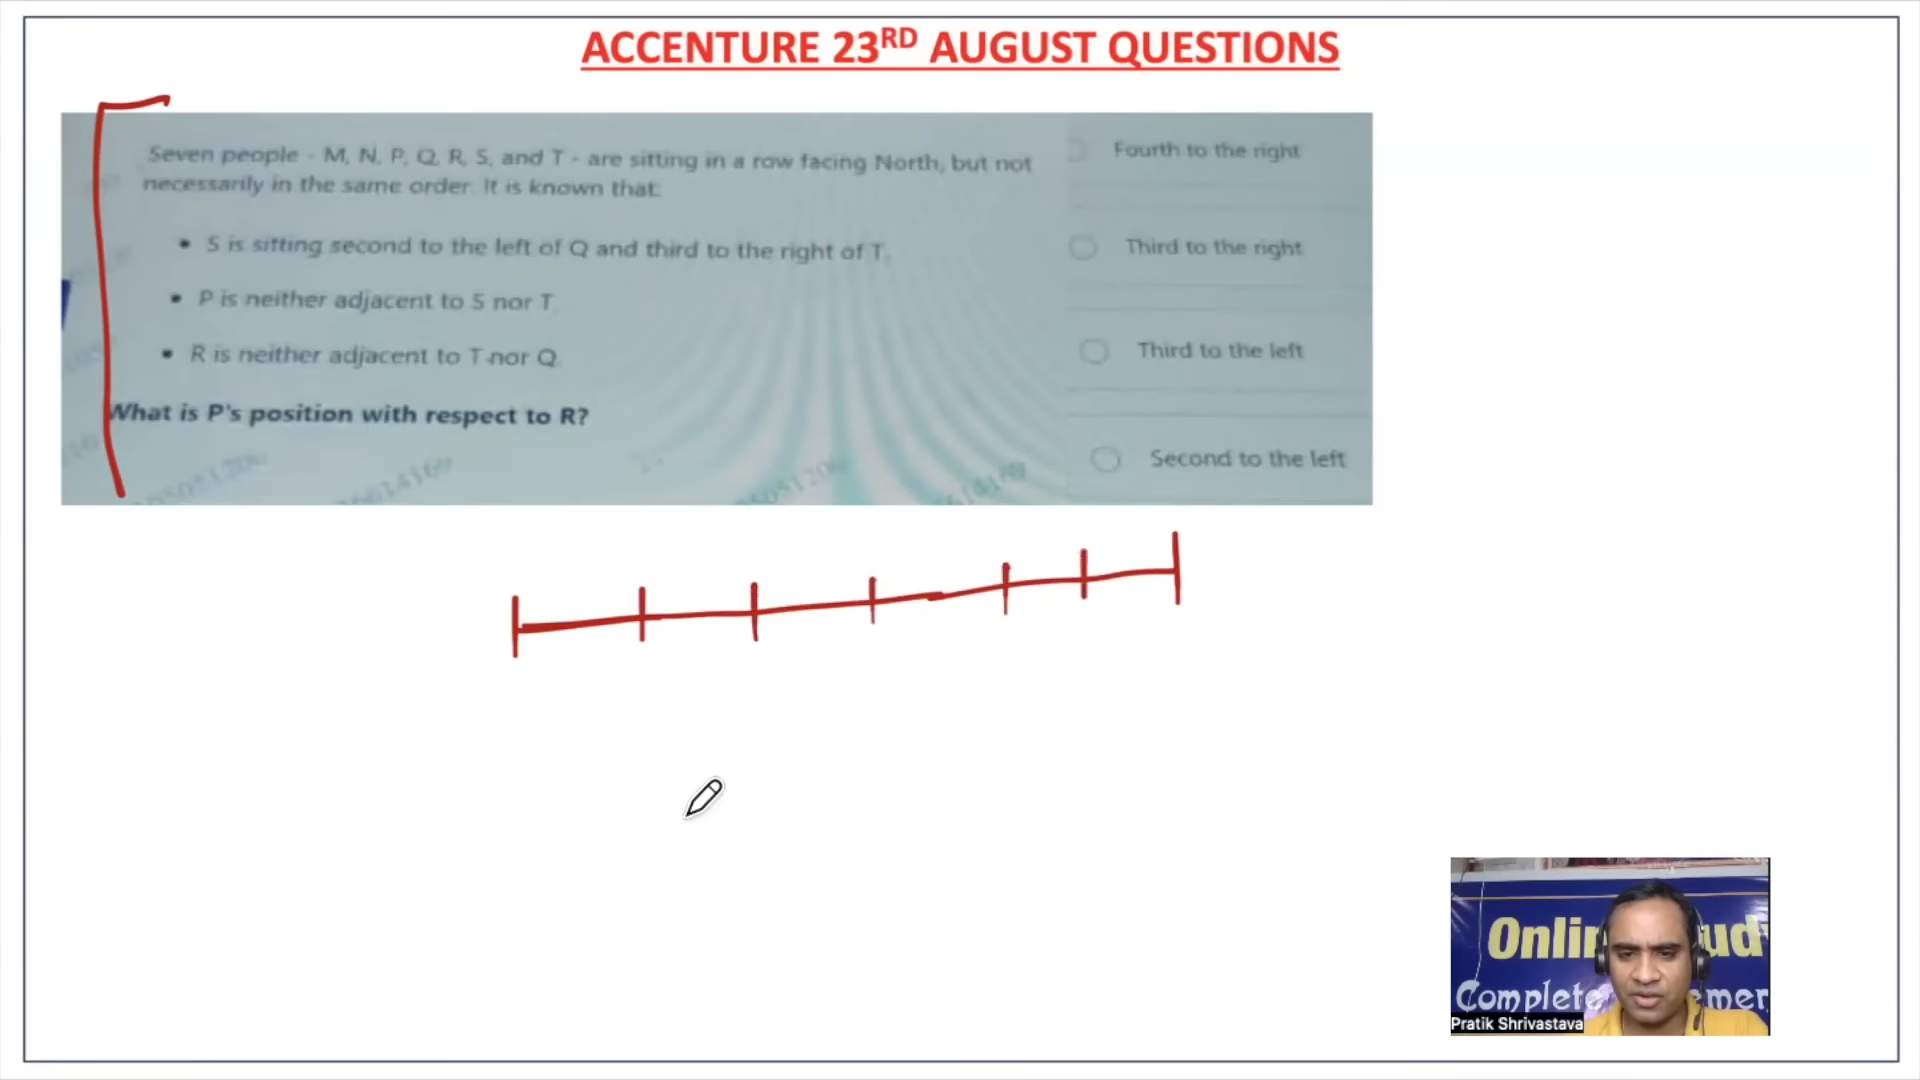 ACCENTURE 23RD AUGUST QUESTIONS
Seven people - M, N, P, Q, R, S, and T - are sitting in a row facing North, but not
necessarily in the same order. It is known that:
• S is sitting second to the left of Q and third to the right of T.
• P is neither adjacent to S nor T.
• R is neither adjacent to T nor Q.
What is P's position with respect to R?
Fourth to the right
Third to the right
Third to the left
Second to the left
Onlin
ud
Complete
emen
Pratik Shrivastava